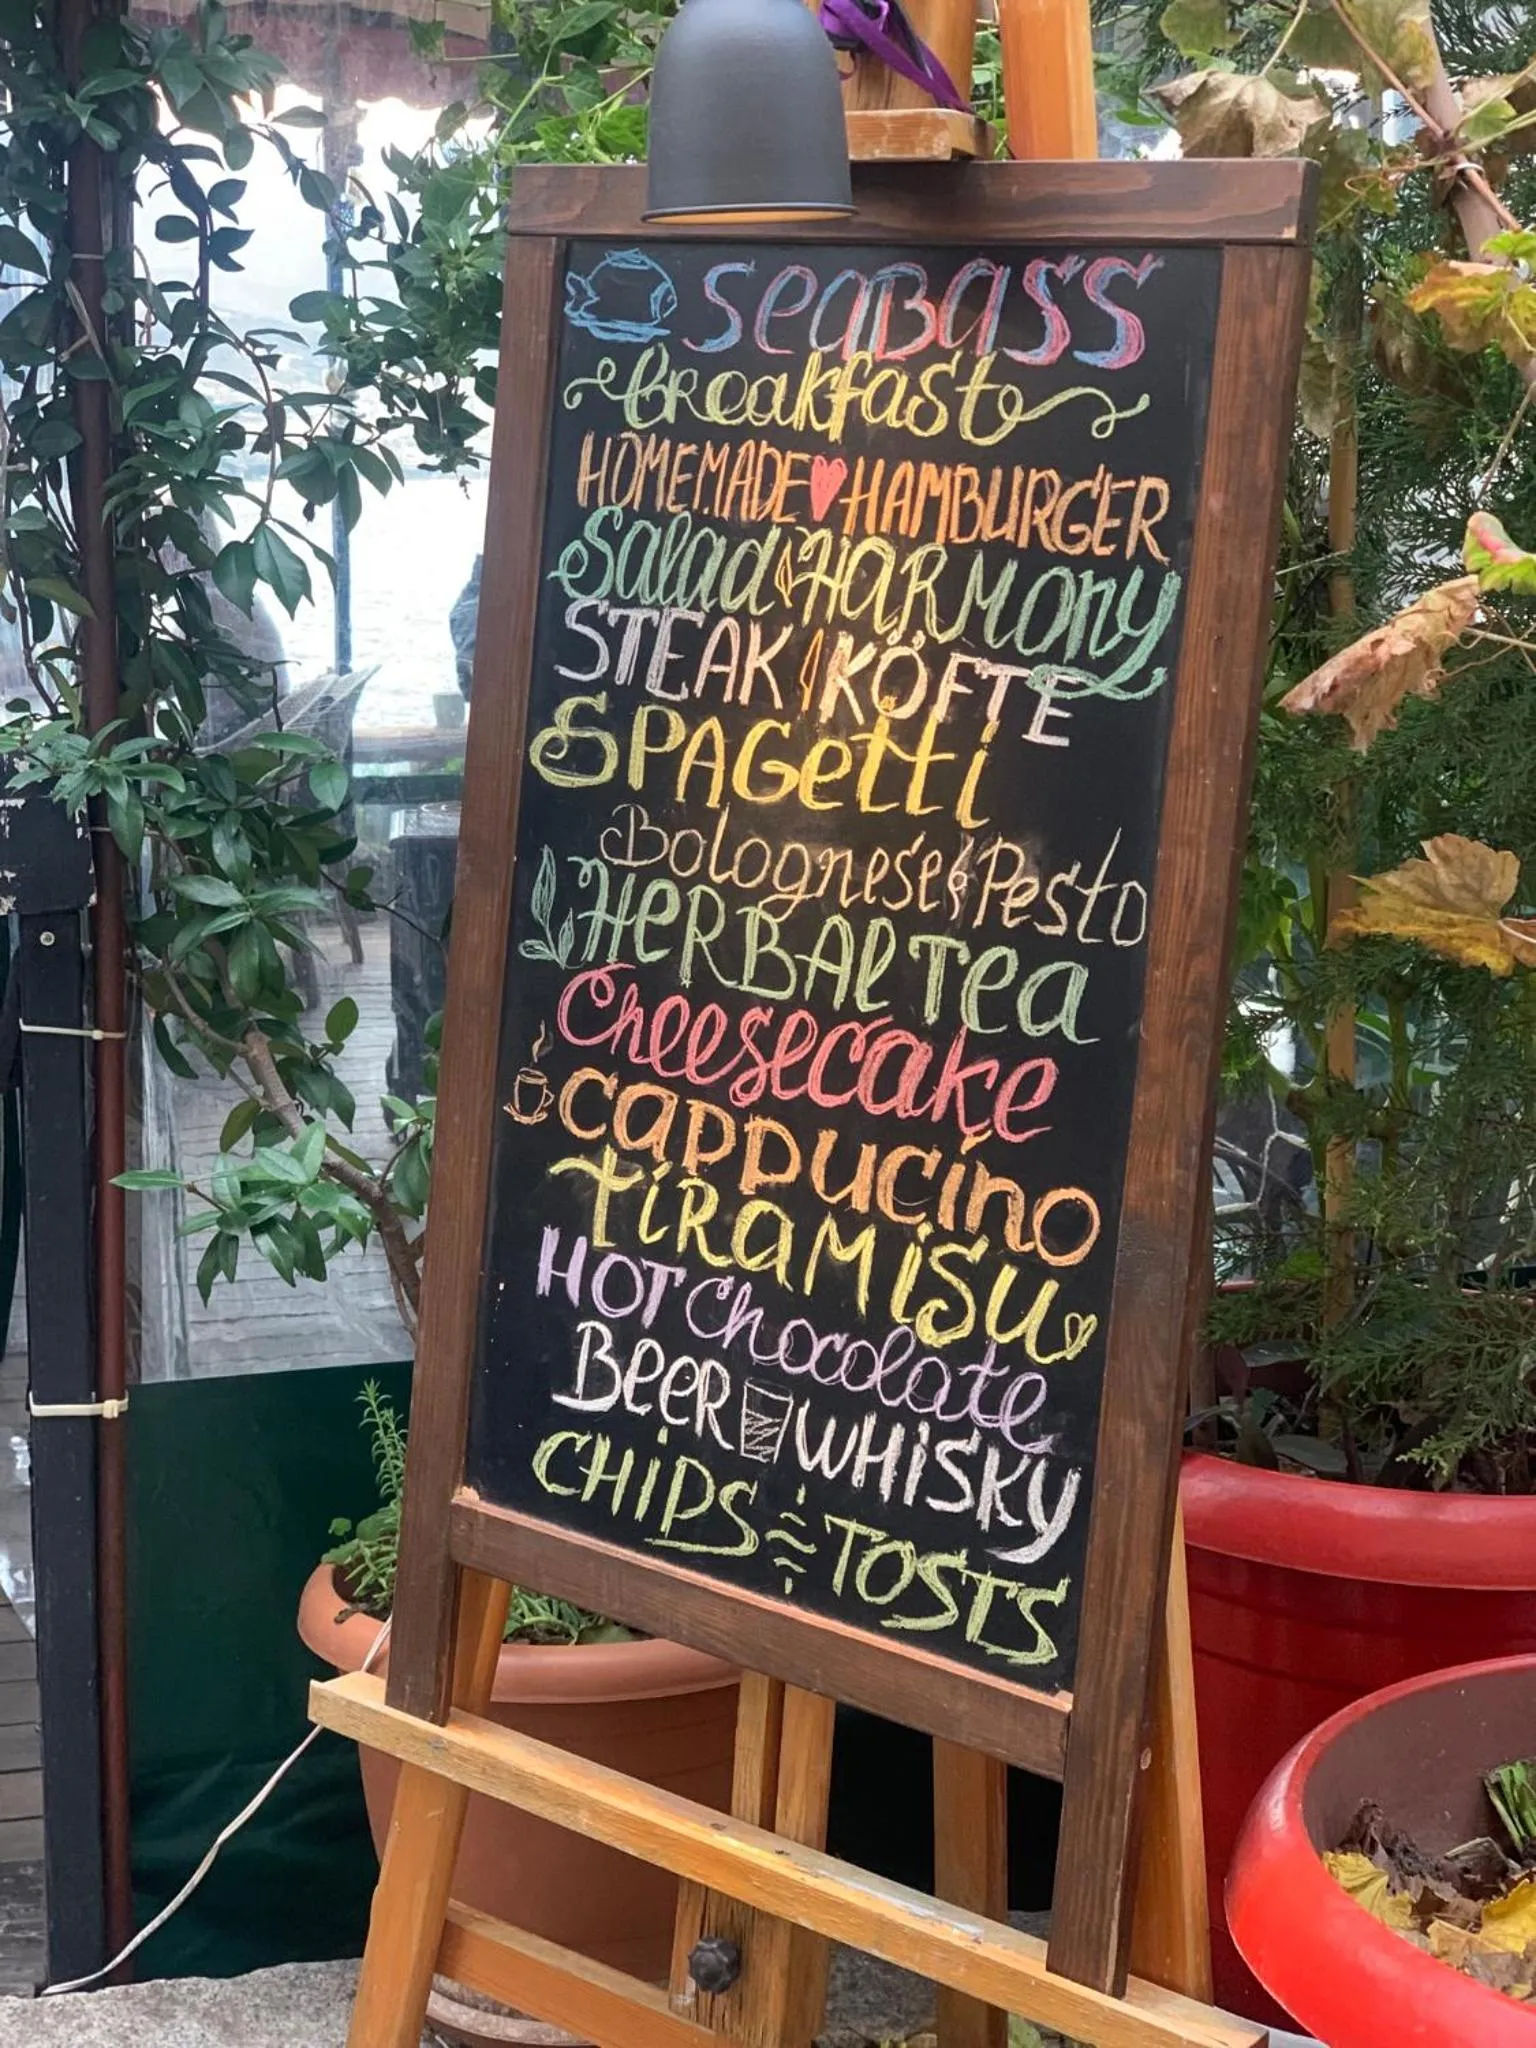 SeaBASS
Breakfast
HOMEMADE HAMBURGER
Salad HARMOny
STEAK KÖFTE
SPAGetti
Bolognese & Pesto
HeRBAl Tea
Cheesecake
cappucino
tiRaMiSu
HOT Chocolate
BeeR WHiSKy
CHiPS & TOSTS